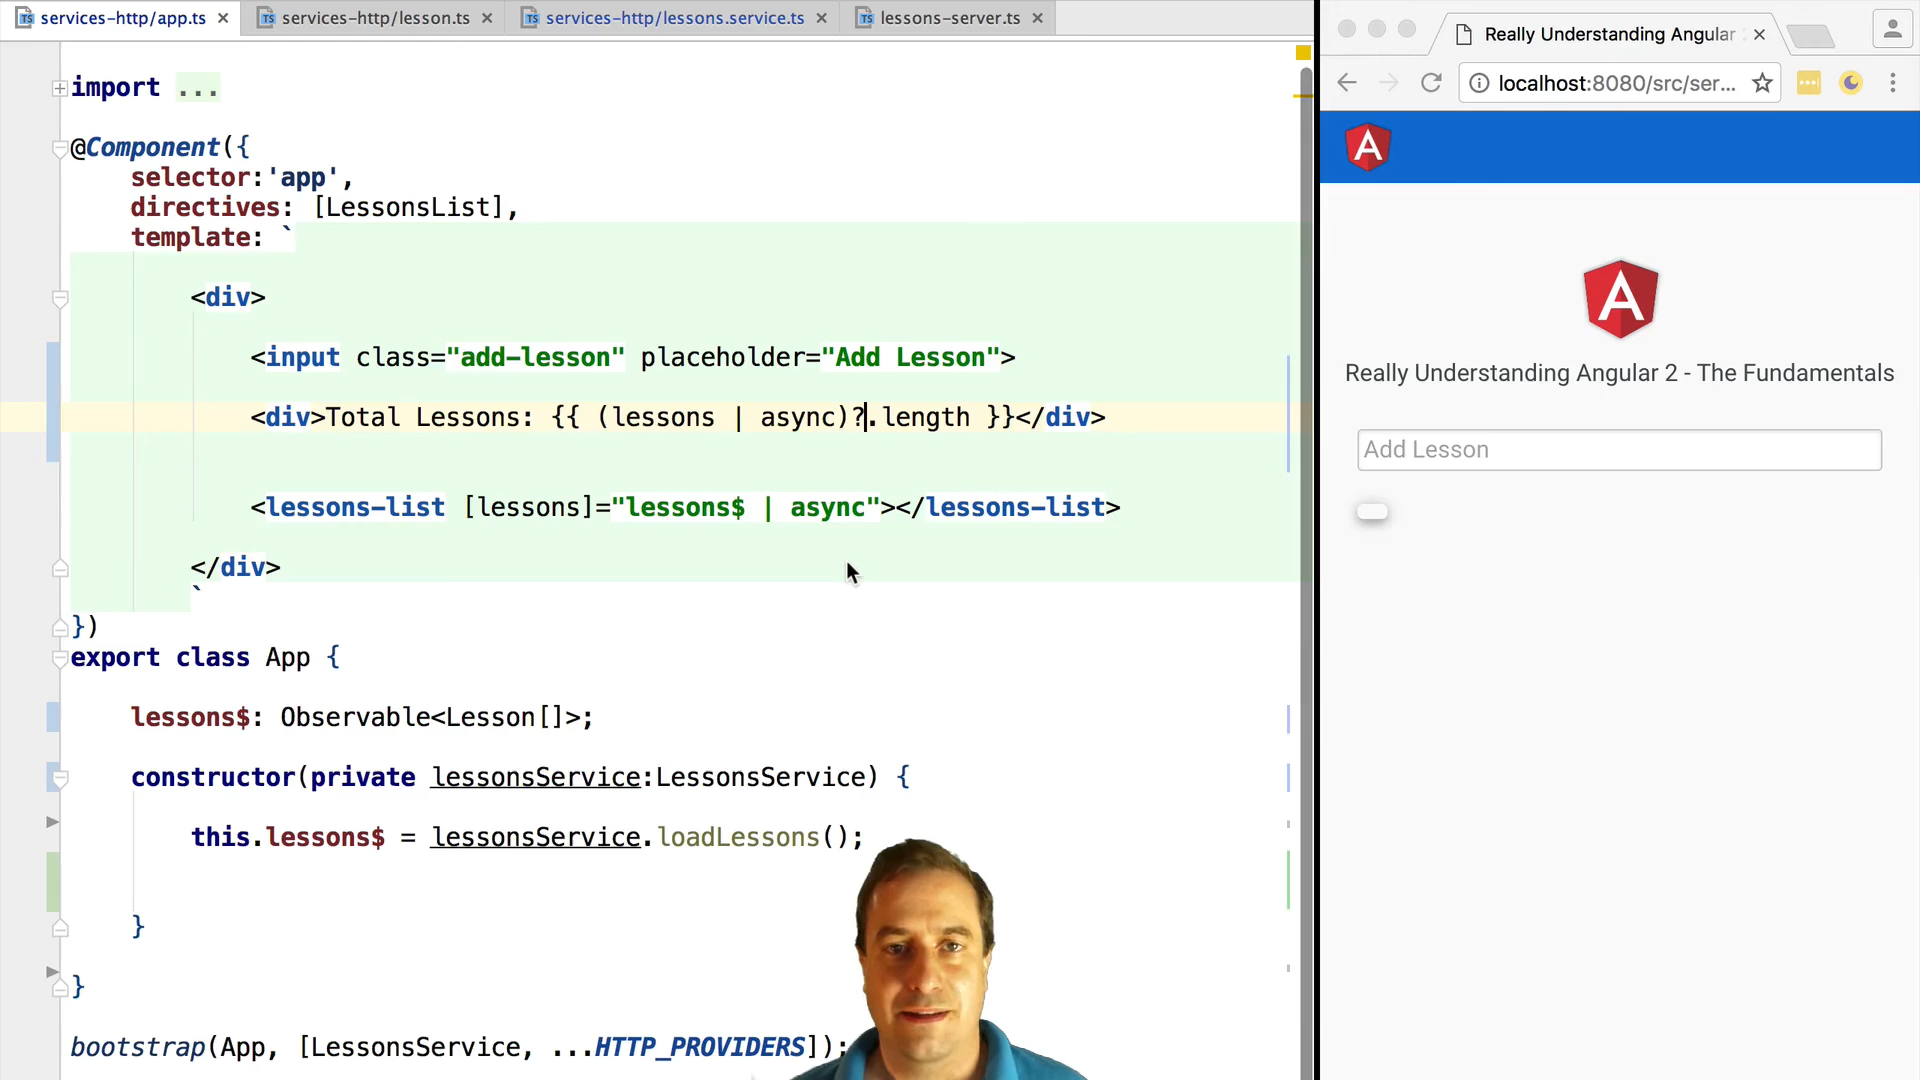 services-http/app.ts
services-http/lesson.ts
services-http/lessons.service.ts
lessons-server.ts
import ...
@Component({
selector:'app',
directives: [LessonsList],
template: `
<div>
<input class="add-lesson" placeholder="Add Lesson">
<div>Total Lessons: {{ (lessons | async)?.length }}</div>
<lessons-list [lessons]="lessons$ | async"></lessons-list>
</div>
`
})
export class App {
lessons$: Observable<Lesson[]>;
constructor(private lessonsService:LessonsService) {
this.lessons$ = lessonsService.loadLessons();
}
}
bootstrap(App, [LessonsService, ...HTTP_PROVIDERS]);
Really Understanding Angular
localhost:8080/src/ser...
Really Understanding Angular 2 - The Fundamentals
Add Lesson